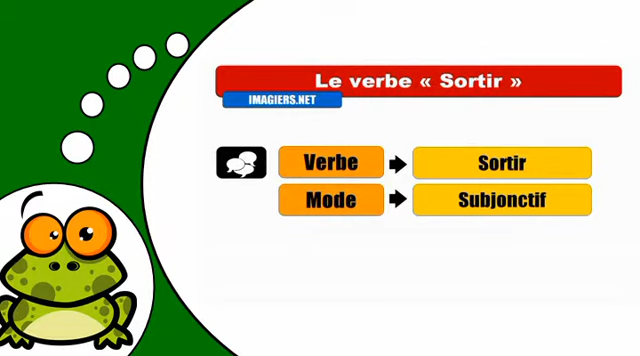 Le verbe « Sortir »
IMAGIERS.NET
Verbe Sortir
Mode Subjonctif